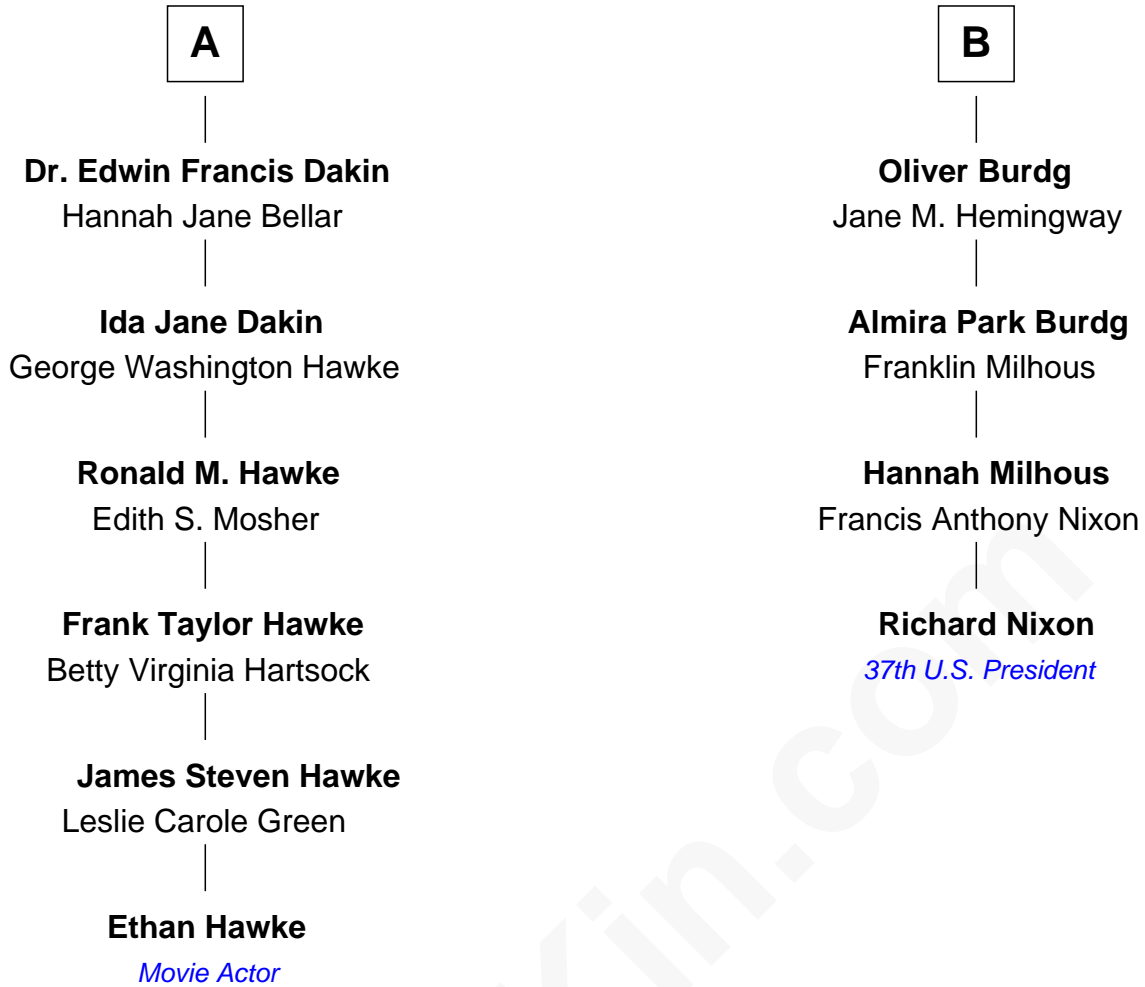 A
Dr. Edwin Francis Dakin
Hannah Jane Bellar
Ida Jane Dakin
George Washington Hawke
Ronald M. Hawke
Edith S. Mosher
Frank Taylor Hawke
Betty Virginia Hartsock
James Steven Hawke
Leslie Carole Green
Ethan Hawke
Movie Actor
B
Oliver Burdg
Jane M. Hemingway
Almira Park Burdg
Franklin Milhous
Hannah Milhous
Francis Anthony Nixon
Richard Nixon
37th U.S. President
in.com